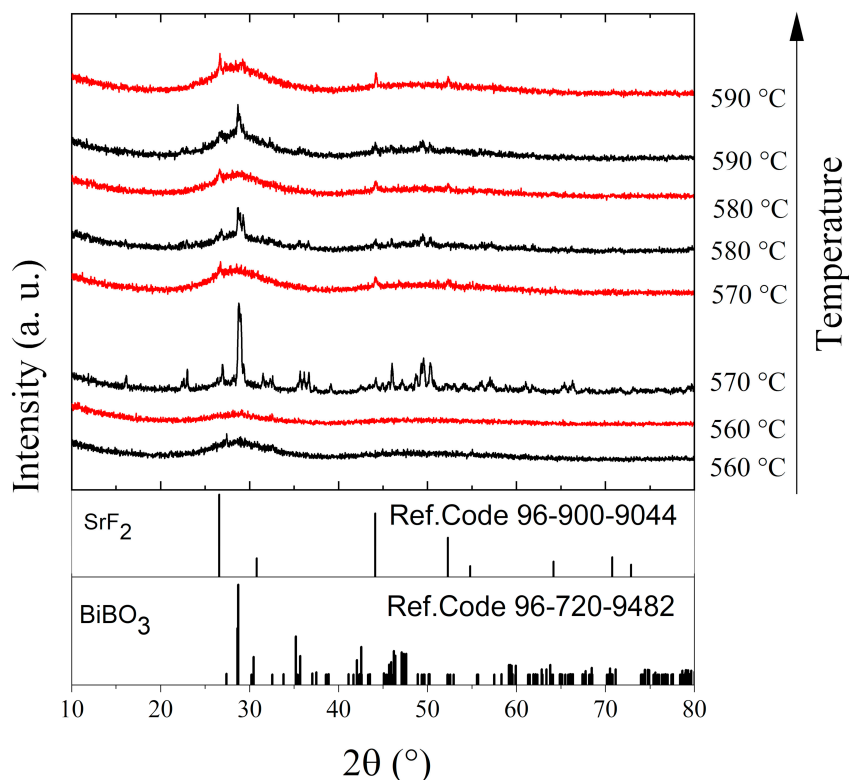 590 °C
590 °C
580 °C
580 °C
570 °C
570 °C
560 °C
560 °C
Temperature
Intensity (a. u.)
SrF2
Ref.Code 96-900-9044
BiBO3
Ref.Code 96-720-9482
10 20 30 40 50 60 70 80
2θ (°)